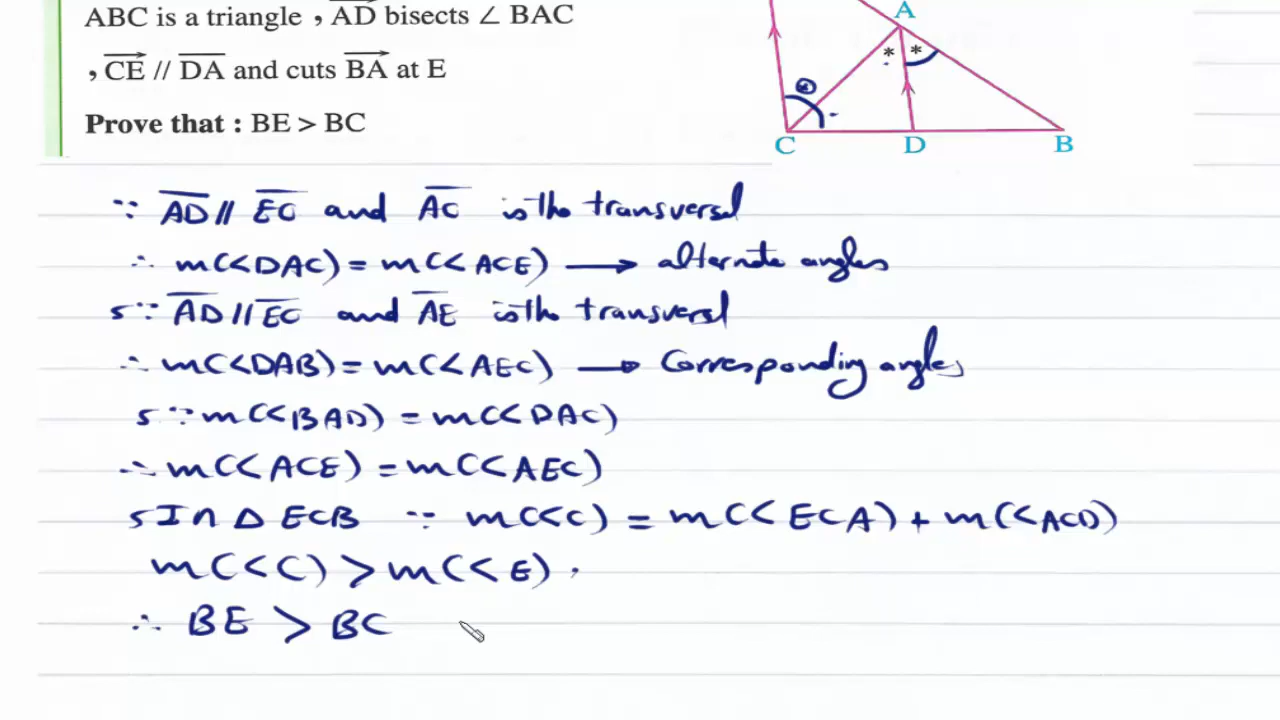 ABC is a triangle , AD bisects ∠ BAC
, CE // DA and cuts BA at E
Prove that : BE > BC
A
* *
C D B
∵ AD // EC and AC is the transversal
∴ m(<DAC) = m(<ACE) → alternate angles
, ∵ AD // EC and AE is the transversal
∴ m(<DAB) = m(<AEC) → Corresponding angles
, ∵ m(<BAD) = m(<DAC)
∴ m(<ACE) = m(<AEC)
, In Δ ECB ∵ m(<C) = m(<ECA) + m(<ACD)
m(<C) > m(<E) .
∴ BE > BC